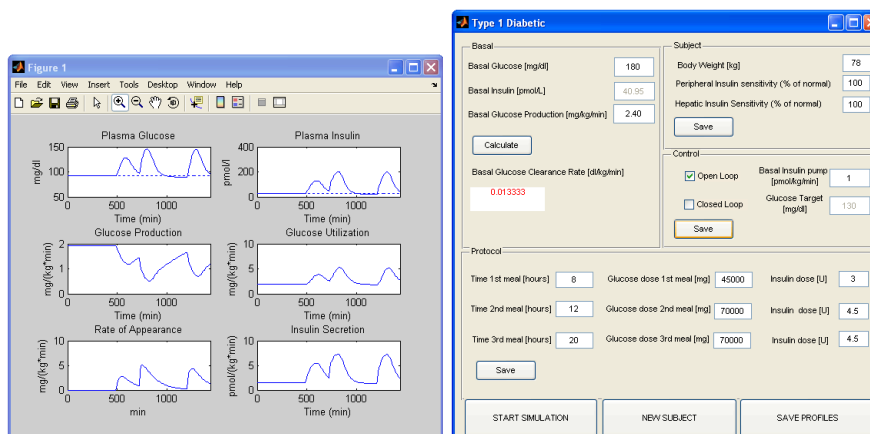 Figure 1
File Edit View Insert Tools Desktop Window Help
Plasma Glucose
150
100
50
mg/dl
0 500 1000
Time (min)
Plasma Insulin
400
200
0
pmol/l
0 500 1000
Time (min)
Glucose Production
2
1
0
mg/(kg*min)
0 500 1000
Time (min)
Glucose Utilization
10
5
0
mg/(kg*min)
0 500 1000
Time (min)
Rate of Appearance
10
5
0
mg/(kg*min)
0 500 1000
min
Insulin Secretion
10
5
0
pmol/(kg*min)
0 500 1000
Time (min)
Type 1 Diabetic
Basal
Basal Glucose [mg/dl] 180
Basal Insulin [pmol/L] 40.95
Basal Glucose Production [mg/kg/min] 2.40
Calculate
Basal Glucose Clearance Rate [dl/kg/min]
0.013333
Subject
Body Weight [kg] 78
Peripheral Insulin sensitivity (% of normal) 100
Hepatic Insulin Sensitivity (% of normal) 100
Save
Control
Open Loop
Basal Insulin pump
[pmol/kg/min]
1
Closed Loop
Glucose Target
[mg/dl]
130
Save
Protocol
Time 1st meal [hours] 8 Glucose dose 1st meal [mg] 45000 Insulin dose [U] 3
Time 2nd meal [hours] 12 Glucose dose 2nd meal [mg] 70000 Insulin dose [U] 4.5
Time 3rd meal [hours] 20 Glucose dose 3rd meal [mg] 70000 Insulin dose [U] 4.5
Save
START SIMULATION NEW SUBJECT SAVE PROFILES